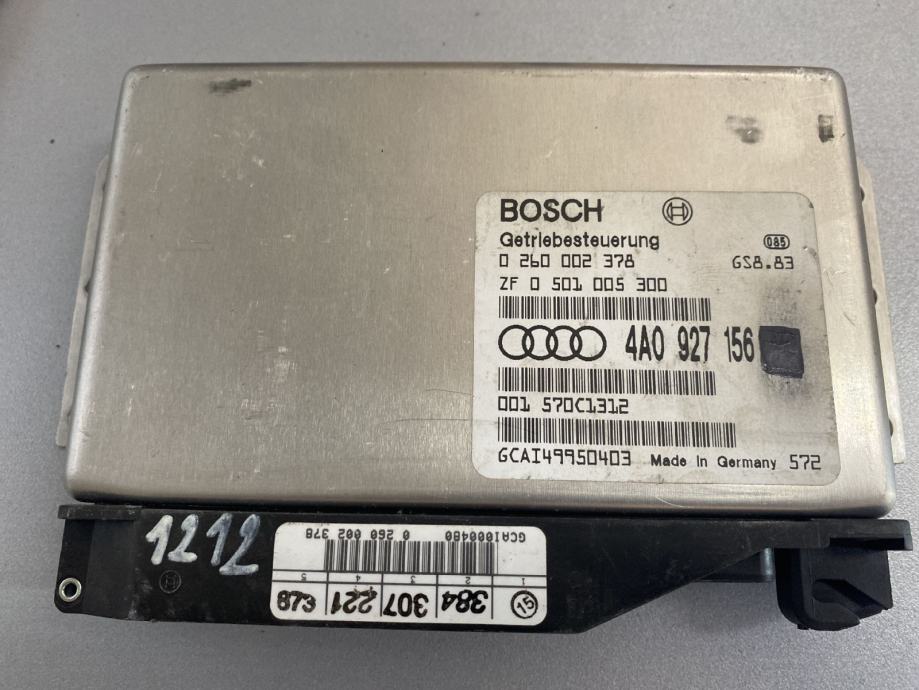 BOSCH
Getriebesteuerung
085
0 260 002 378
GS8.83
ZF 0 501 005 300
4A0 927 156
001 570C1312
GCAI49950403 Made In Germany 572
1212
15 384 307 221 873
1 2 3 4 5
GCAI000480 0 260 002 378